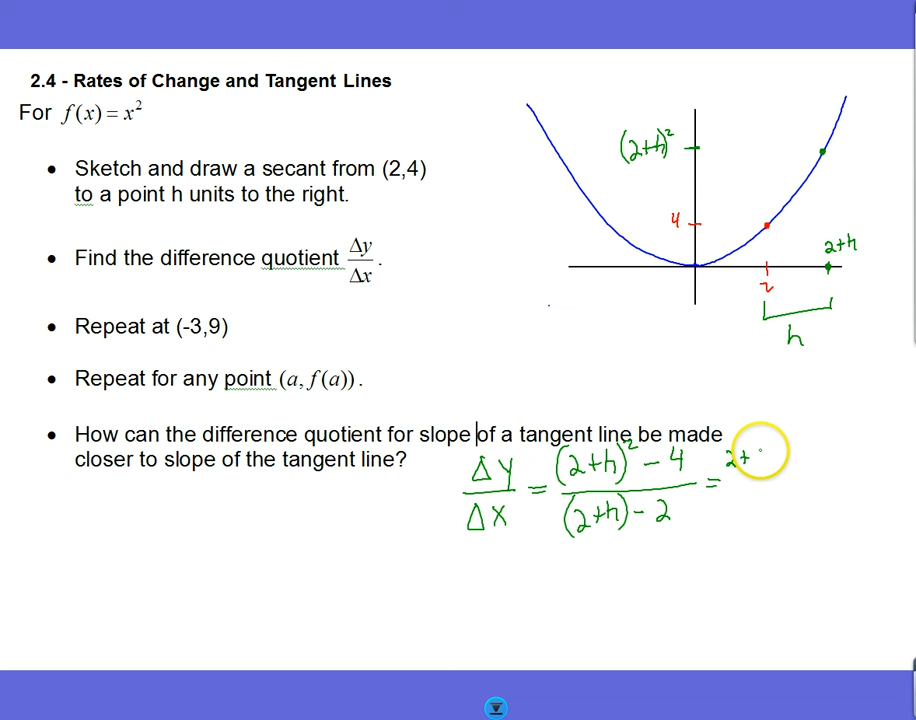 2.4 - Rates of Change and Tangent Lines
For f(x) = x²
• Sketch and draw a secant from (2,4)
to a point h units to the right.
• Find the difference quotient Δy/Δx .
• Repeat at (-3,9)
• Repeat for any point (a, f(a)).
• How can the difference quotient for slope of a tangent line be made
closer to slope of the tangent line?
(2+h)²
4
2+h
2
h
Δy/Δx = ((2+h)² - 4)/((2+h) - 2) = 2+